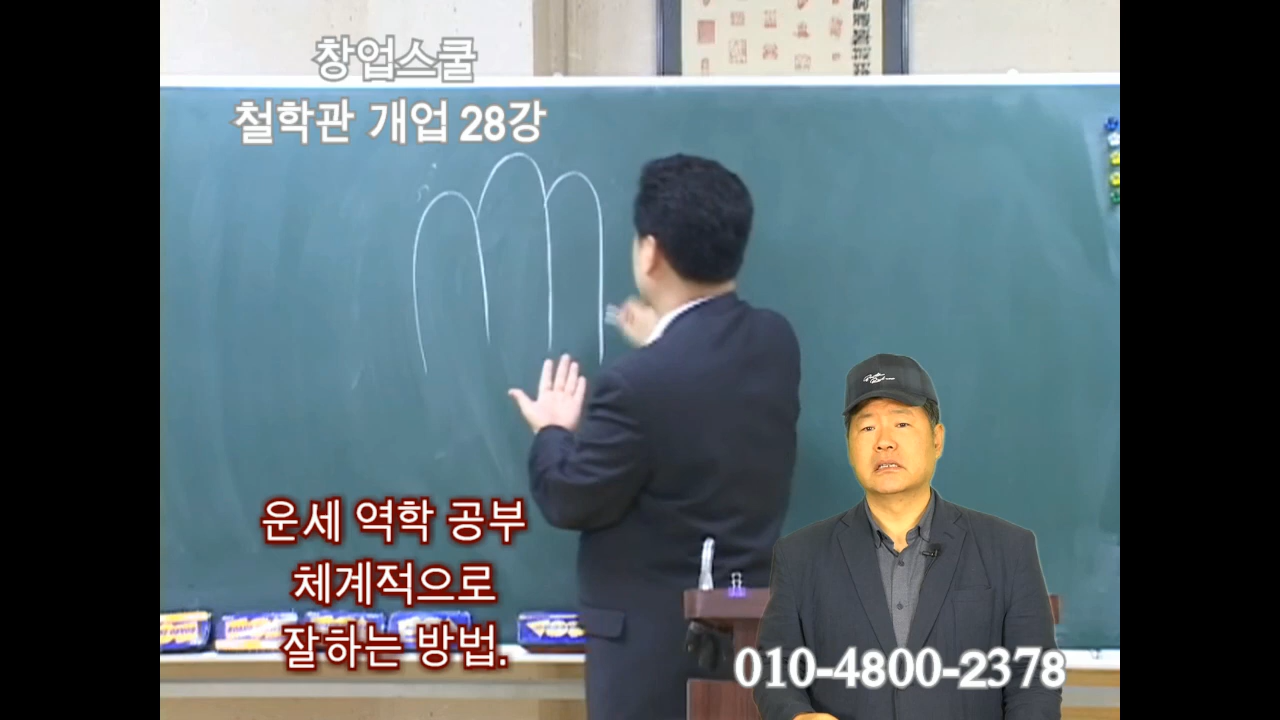 창업스쿨
철학관 개업 28강
운세 역학 공부
체계적으로
잘하는 방법.
010-4800-2378